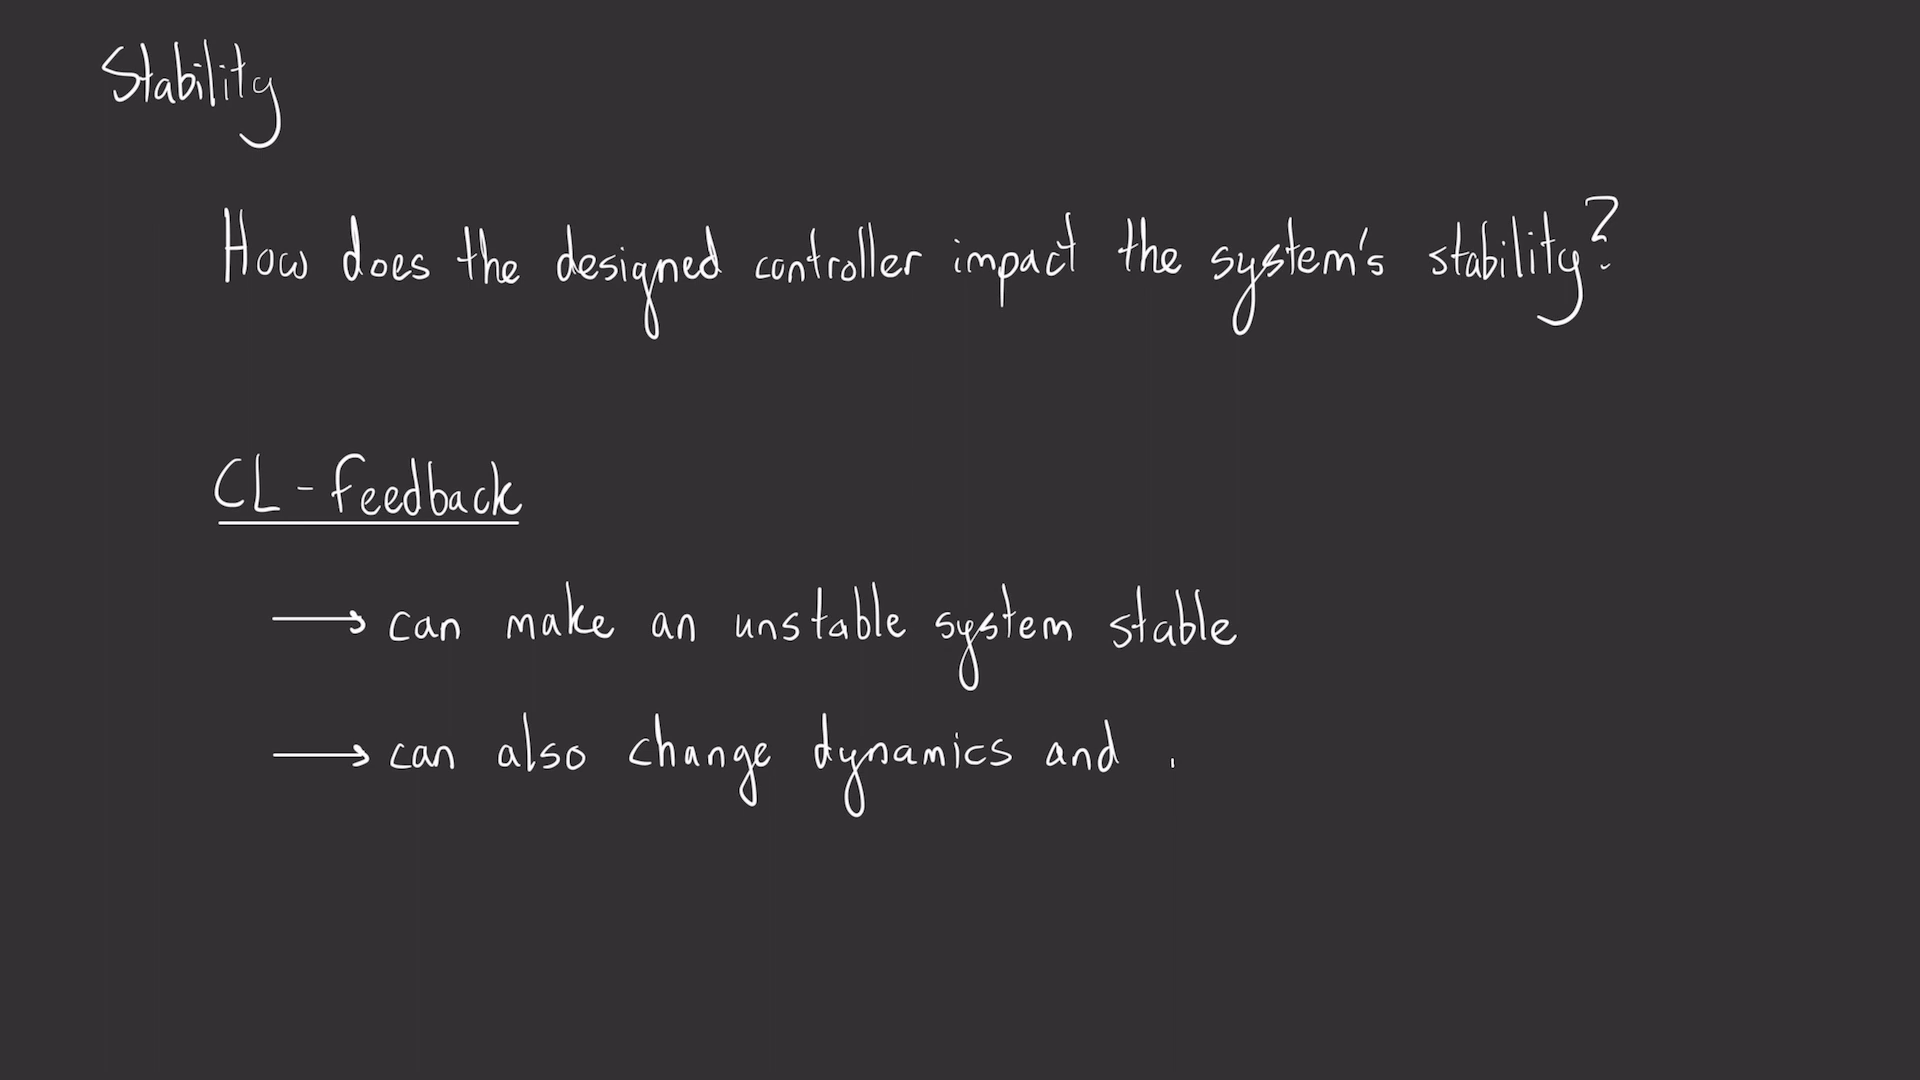 Stability
How does the designed controller impact the system's stability?
CL - feedback
→ can make an unstable system stable
→ can also change dynamics and